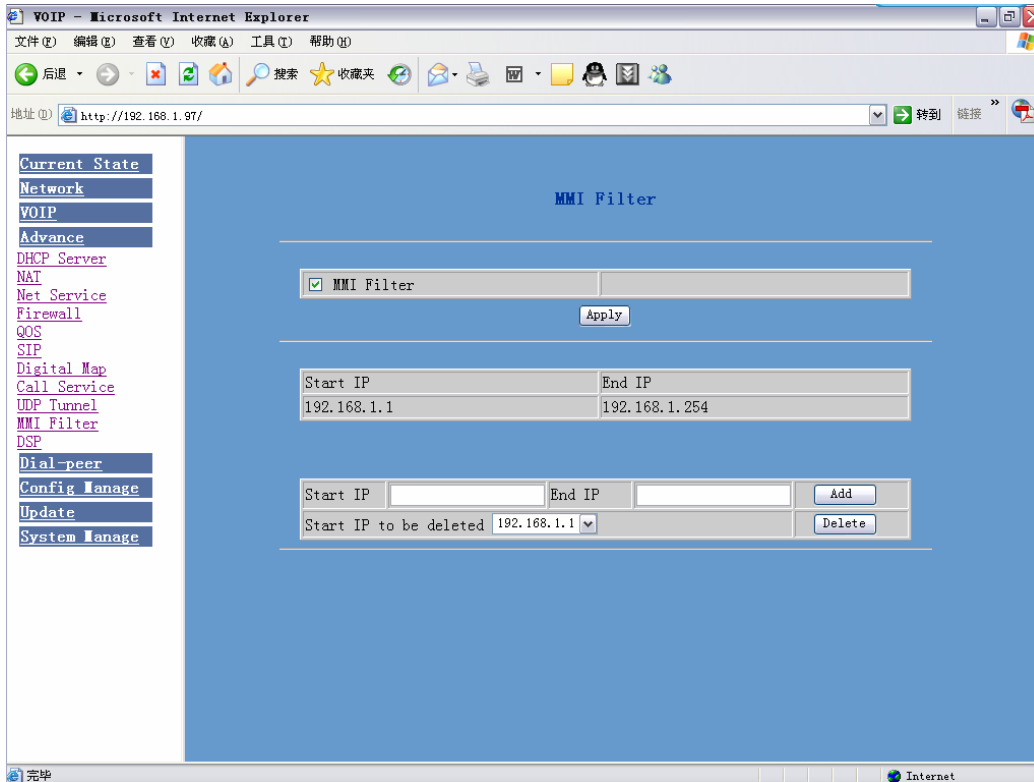 VOIP - Microsoft Internet Explorer
文件(F) 编辑(E) 查看(V) 收藏(A) 工具(T) 帮助(H)
后退 搜索 收藏夹
地址(D) http://192.168.1.97/ 转到 链接 »
Current State
Network
VOIP
Advance
DHCP Server
NAT
Net Service
Firewall
QOS
SIP
Digital Map
Call Service
UDP Tunnel
MMI Filter
DSP
Dial-peer
Config Manage
Update
System Manage
MMI Filter
MMI Filter
Apply
Start IP End IP
192.168.1.1 192.168.1.254
Start IP End IP Add
Start IP to be deleted 192.168.1.1 Delete
完毕 Internet